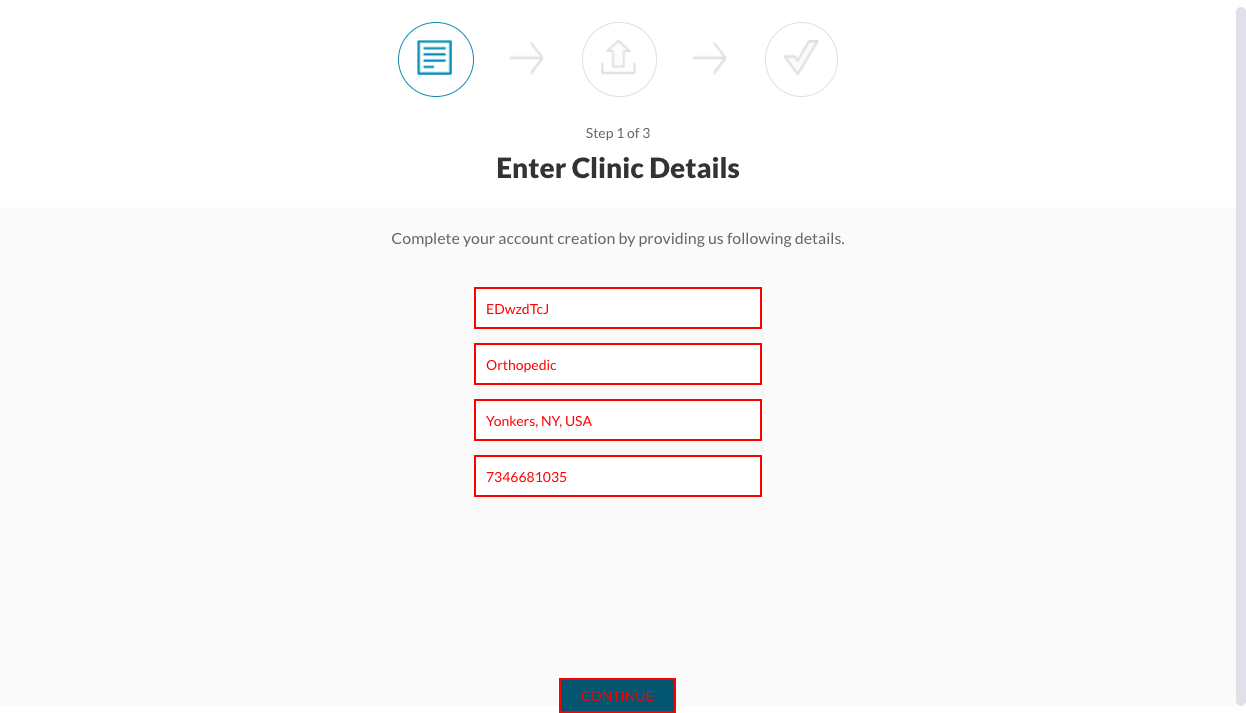 Step 1 of 3
Enter Clinic Details
Complete your account creation by providing us following details.
EDwzdTcJ
Orthopedic
Yonkers, NY, USA
7346681035
CONTINUE